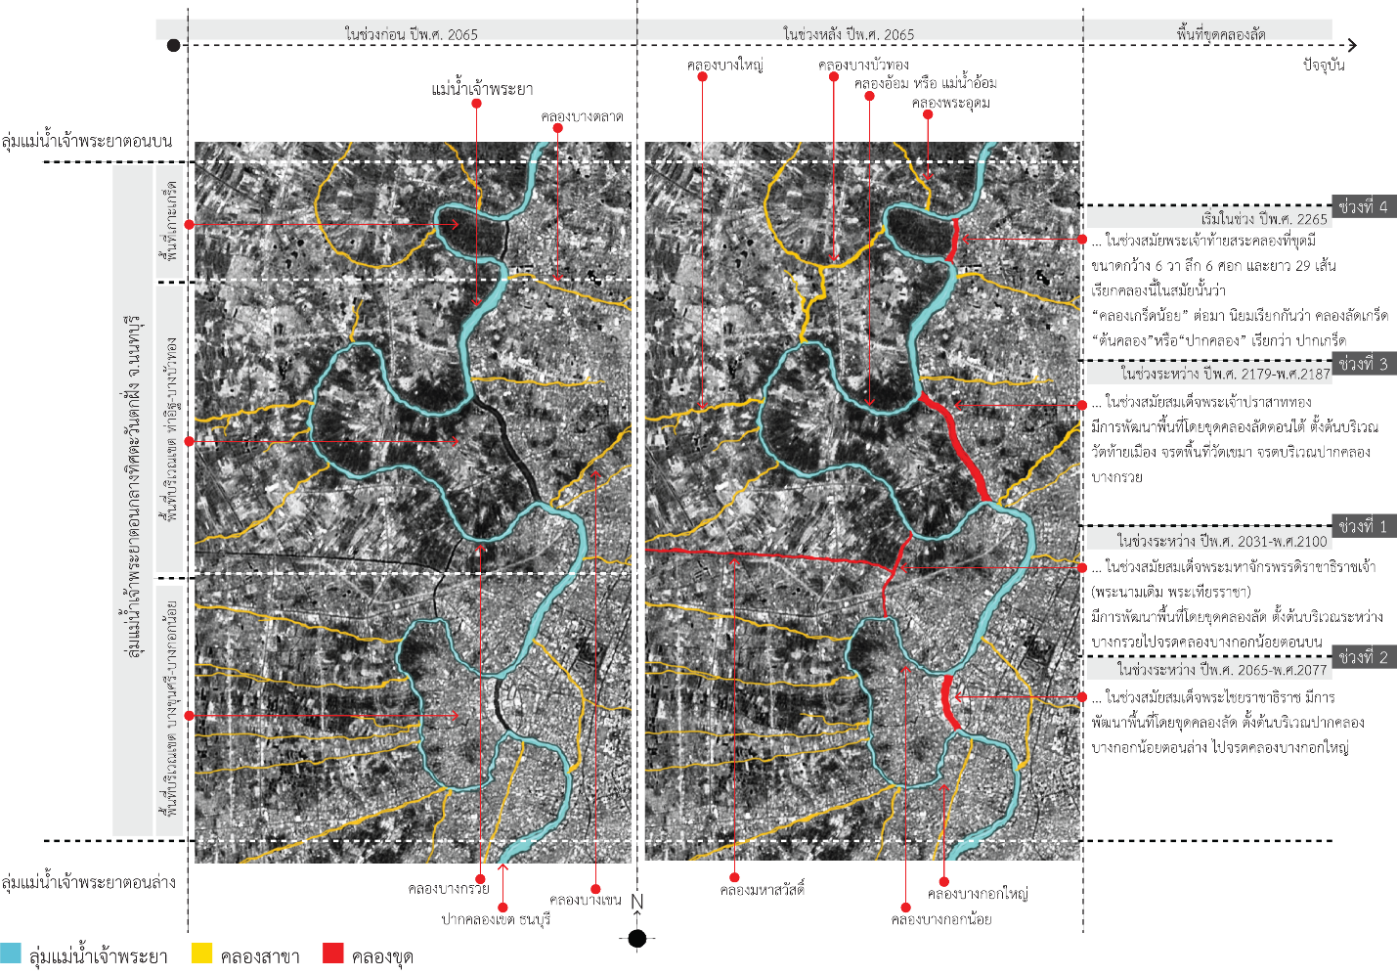 ในช่วงก่อน ปีพ.ศ. 2065
ในช่วงหลัง ปีพ.ศ. 2065
พื้นที่ขุดคลองลัด
ปัจจุบัน
แม่น้ำเจ้าพระยา
คลองบางตลาด
คลองบางใหญ่
คลองบางบัวทอง
คลองอ้อม หรือ แม่น้ำอ้อม
คลองพระอุดม
ลุ่มแม่น้ำเจ้าพระยาตอนบน
ลุ่มแม่น้ำเจ้าพระยาตอนกลางทิศตะวันตกฝั่ง จ.นนทบุรี
พื้นที่เกาะเกร็ด
พื้นที่บริเวณเขต ท่าอิฐ-บางบัวทอง
พื้นที่บริเวณเขต บางขุนศรี-บางกอกน้อย
ช่วงที่ 4
เริ่มในช่วง ปีพ.ศ. 2265
... ในช่วงสมัยพระเจ้าท้ายสระคลองที่ขุดมี
ขนาดกว้าง 6 วา ลึก 6 ศอก และยาว 29 เส้น
เรียกคลองนี้ในสมัยนั้นว่า
“คลองเกร็ดน้อย” ต่อมา นิยมเรียกกันว่า คลองลัดเกร็ด
“ต้นคลอง”หรือ“ปากคลอง” เรียกว่า ปากเกร็ด
ช่วงที่ 3
ในช่วงระหว่าง ปีพ.ศ. 2179-พ.ศ.2187
... ในช่วงสมัยสมเด็จพระเจ้าปราสาททอง
มีการพัฒนาพื้นที่โดยขุดคลองลัดตอนใต้ ตั้งต้นบริเวณ
วัดท้ายเมือง จรดพื้นที่วัดเขมา จรดบริเวณปากคลอง
บางกรวย
ช่วงที่ 1
ในช่วงระหว่าง ปีพ.ศ. 2031-พ.ศ.2100
... ในช่วงสมัยสมเด็จพระมหาจักรพรรดิราชาธิราชเจ้า
(พระนามเดิม พระเทียรราชา)
มีการพัฒนาพื้นที่โดยขุดคลองลัด ตั้งต้นบริเวณระหว่าง
บางกรวยไปจรดคลองบางกอกน้อยตอนบน
ช่วงที่ 2
ในช่วงระหว่าง ปีพ.ศ. 2065-พ.ศ.2077
... ในช่วงสมัยสมเด็จพระไชยราชาธิราช มีการ
พัฒนาพื้นที่โดยขุดคลองลัด ตั้งต้นบริเวณปากคลอง
บางกอกน้อยตอนล่าง ไปจรดคลองบางกอกใหญ่
ลุ่มแม่น้ำเจ้าพระยาตอนล่าง
คลองบางกรวย
ปากคลองเขต ธนบุรี
คลองบางเขน
N
คลองมหาสวัสดิ์
คลองบางกอกใหญ่
คลองบางกอกน้อย
ลุ่มแม่น้ำเจ้าพระยา
คลองสาขา
คลองขุด